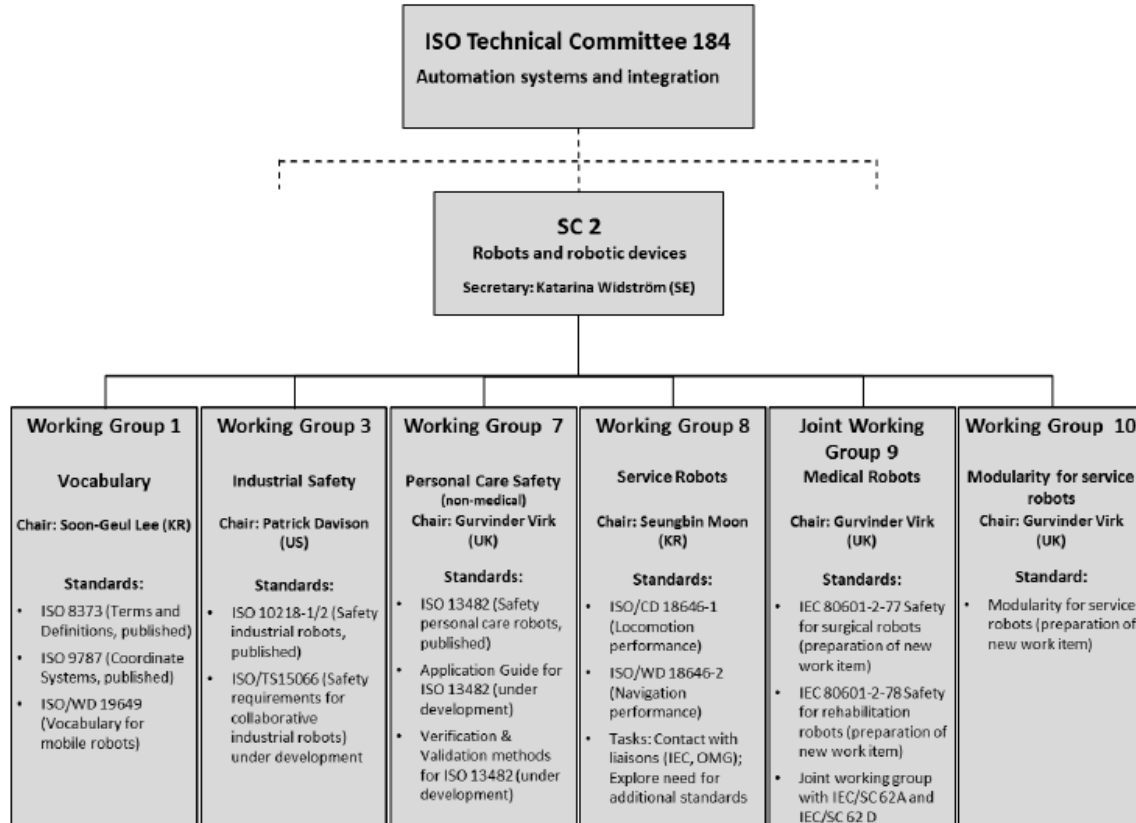 ISO Technical Committee 184
Automation systems and integration
SC 2
Robots and robotic devices
Secretary: Katarina Widström (SE)
Working Group 1
Vocabulary
Chair: Soon-Geul Lee (KR)
Standards:
• ISO 8373 (Terms and
Definitions, published)
• ISO 9787 (Coordinate
Systems, published)
• ISO/WD 19649
(Vocabulary for
mobile robots)
Working Group 3
Industrial Safety
Chair: Patrick Davison
(US)
Standards:
• ISO 10218-1/2 (Safety
industrial robots,
published)
• ISO/TS15066 (Safety
requirements for
collaborative
industrial robots)
under development
Working Group 7
Personal Care Safety
(non-medical)
Chair: Gurvinder Virk
(UK)
Standards:
• ISO 13482 (Safety
personal care robots,
published)
• Application Guide for
ISO 13482 (under
development)
• Verification &
Validation methods
for ISO 13482 (under
development)
Working Group 8
Service Robots
Chair: Seungbin Moon
(KR)
Standards:
• ISO/CD 18646-1
(Locomotion
performance)
• ISO/WD 18646-2
(Navigation
performance)
• Tasks: Contact with
liaisons (IEC, OMG);
Explore need for
additional standards
Joint Working
Group 9
Medical Robots
Chair: Gurvinder Virk
(UK)
Standards:
• IEC 80601-2-77 Safety
for surgical robots
(preparation of new
work item)
• IEC 80601-2-78 Safety
for rehabilitation
robots (preparation of
new work item)
• Joint working group
with IEC/SC 62A and
IEC/SC 62 D
Working Group 10
Modularity for service
robots
Chair: Gurvinder Virk
(UK)
Standard:
• Modularity for service
robots (preparation of
new work item)